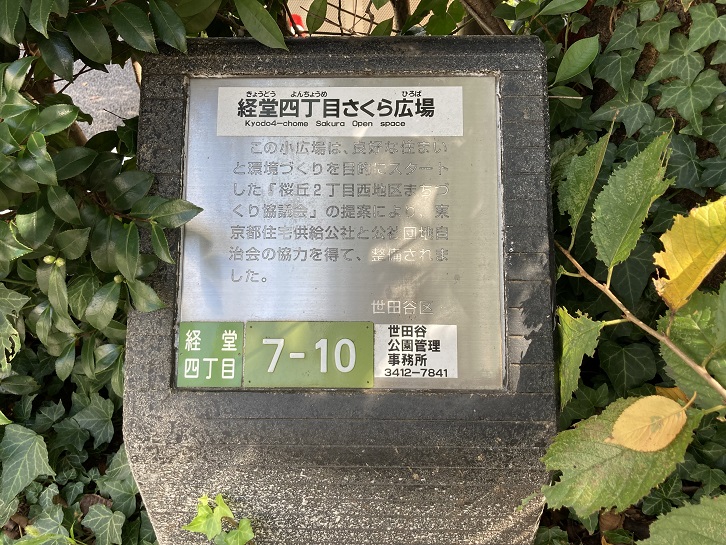 きょうどう よんちょうめ ひろば
経堂四丁目さくら広場
Kyodo4-chome Sakura Open space
この小広場は、良好な住まい
と環境づくりを目的にスタート
した「桜丘2丁目西地区まちづ
くり協議会」の提案により、東
京都住宅供給公社と公社団地自
治会の協力を得て、整備されま
した。
世田谷区
経堂
四丁目
7-10
世田谷
公園管理
事務所
3412-7841